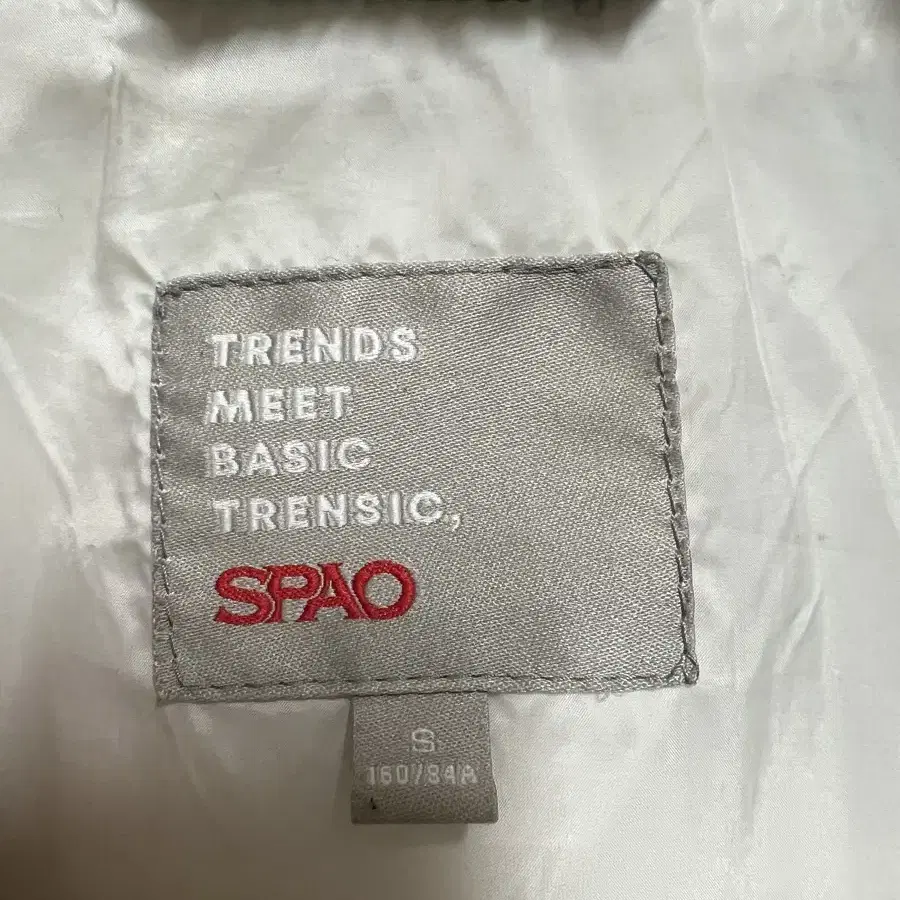 TRENDS
MEET
BASIC
TRENSIC,
SPAO
S
160/84A